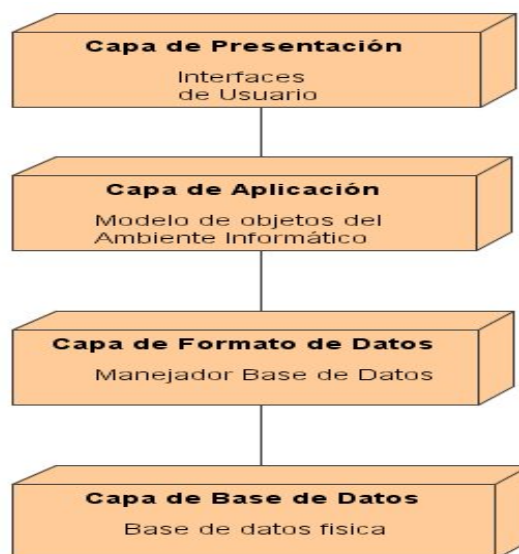 Capa de Presentación
Interfaces
de Usuario
Capa de Aplicación
Modelo de objetos del
Ambiente Informático
Capa de Formato de Datos
Manejador Base de Datos
Capa de Base de Datos
Base de datos fisica